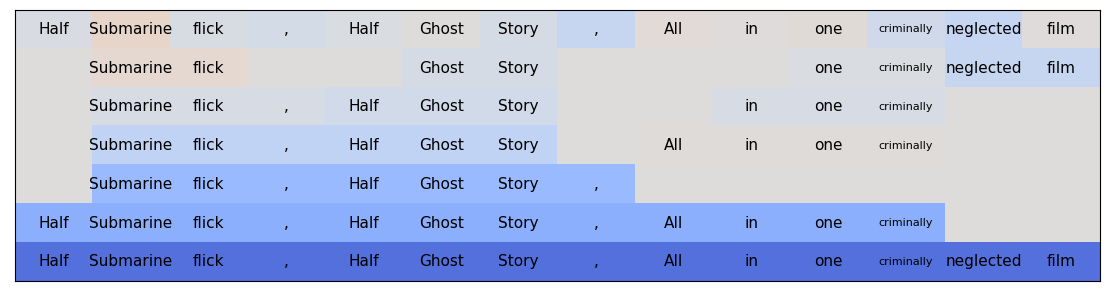 Half Submarine flick , Half Ghost Story , All in one criminally neglected film
Submarine flick Ghost Story one criminally neglected film
Submarine flick , Half Ghost Story in one criminally
Submarine flick , Half Ghost Story All in one criminally
Submarine flick , Half Ghost Story ,
Half Submarine flick , Half Ghost Story , All in one criminally
Half Submarine flick , Half Ghost Story , All in one criminally neglected film